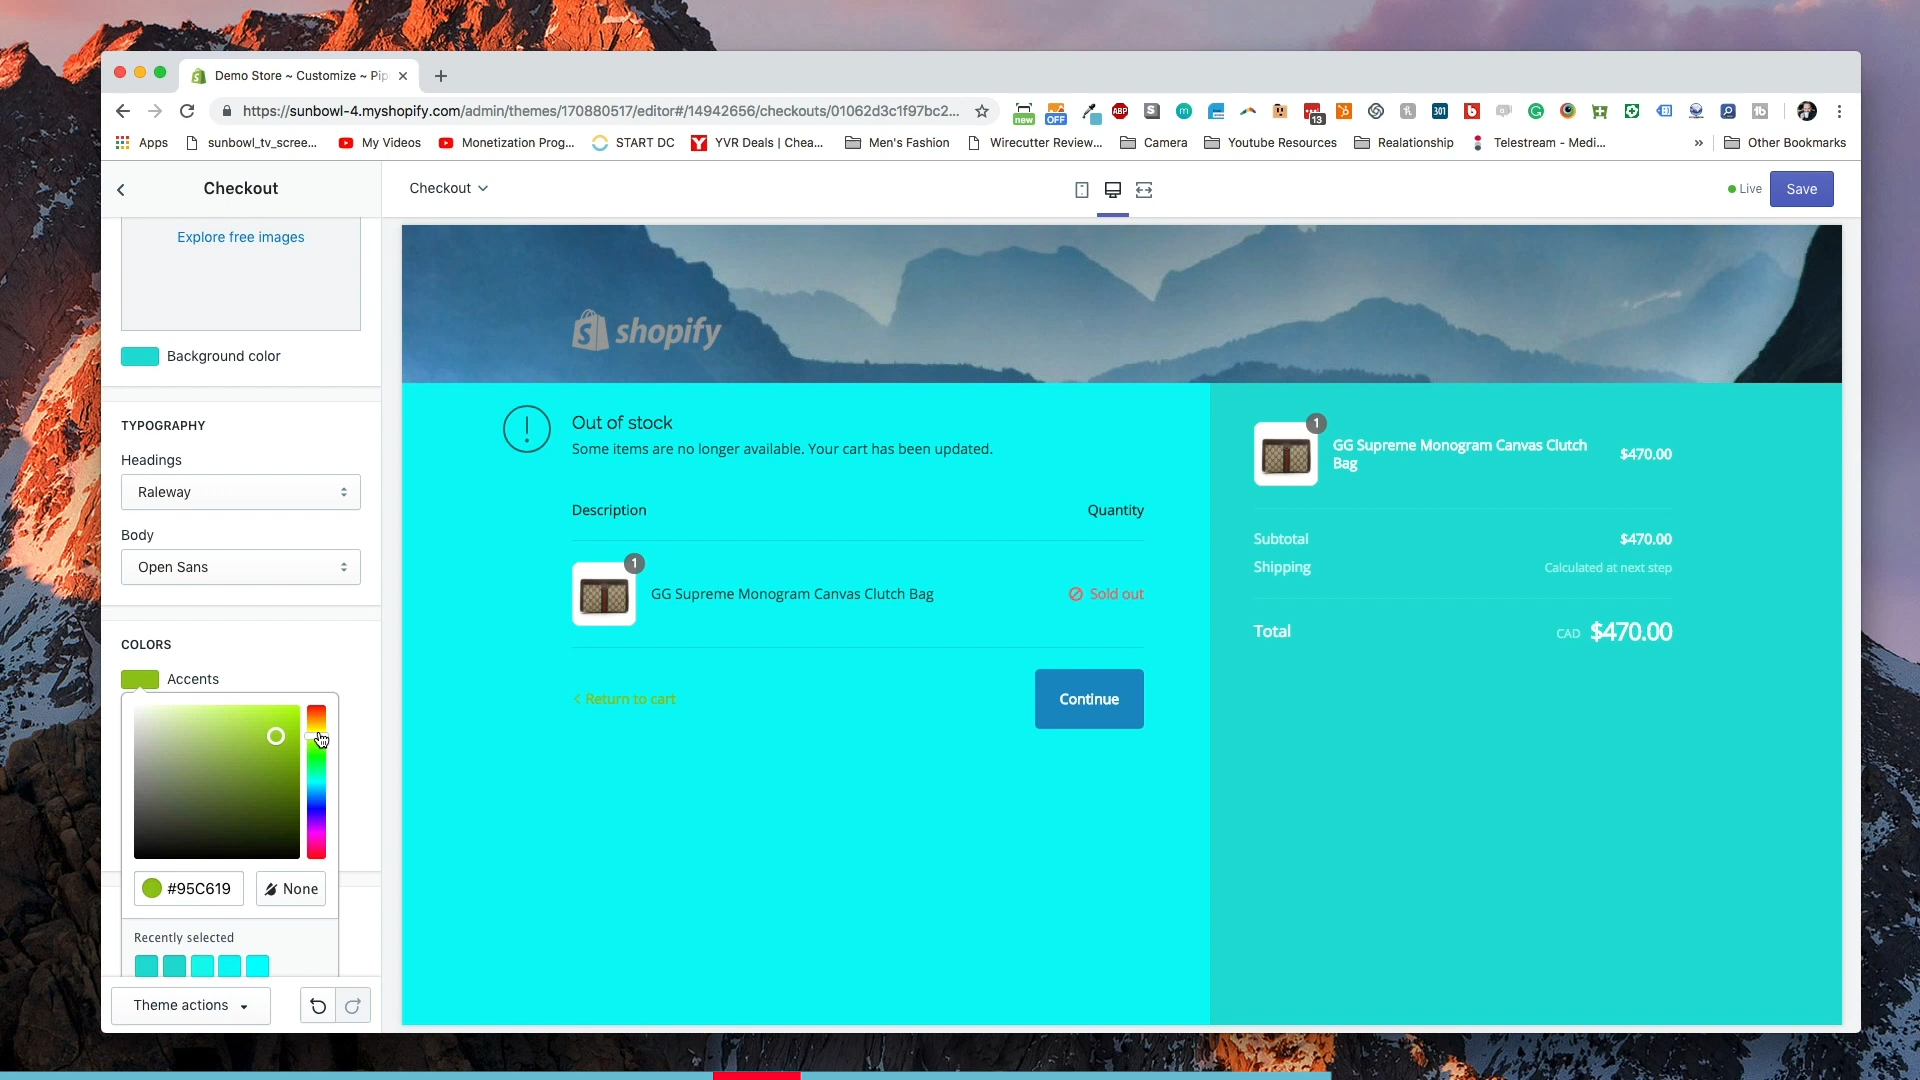 Demo Store ~ Customize ~ Pip
https://sunbowl-4.myshopify.com/admin/themes/170880517/editor#/14942656/checkouts/01062d3c1f97bc2...
new
OFF
ABP
13
301
Apps
sunbowl_tv_scree...
My Videos
Monetization Prog...
START DC
YVR Deals | Chea...
Men's Fashion
Wirecutter Review...
Camera
Youtube Resources
Realationship
Telestream - Medi...
»
Other Bookmarks
Checkout
Checkout
Live
Save
Explore free images
Background color
TYPOGRAPHY
Headings
Raleway
Body
Open Sans
COLORS
Accents
#95C619
None
Recently selected
Theme actions
shopify
Out of stock
Some items are no longer available. Your cart has been updated.
Description Quantity
1
GG Supreme Monogram Canvas Clutch Bag
Sold out
Return to cart
Continue
1
GG Supreme Monogram Canvas Clutch
Bag
$470.00
Subtotal $470.00
Shipping Calculated at next step
Total CAD $470.00